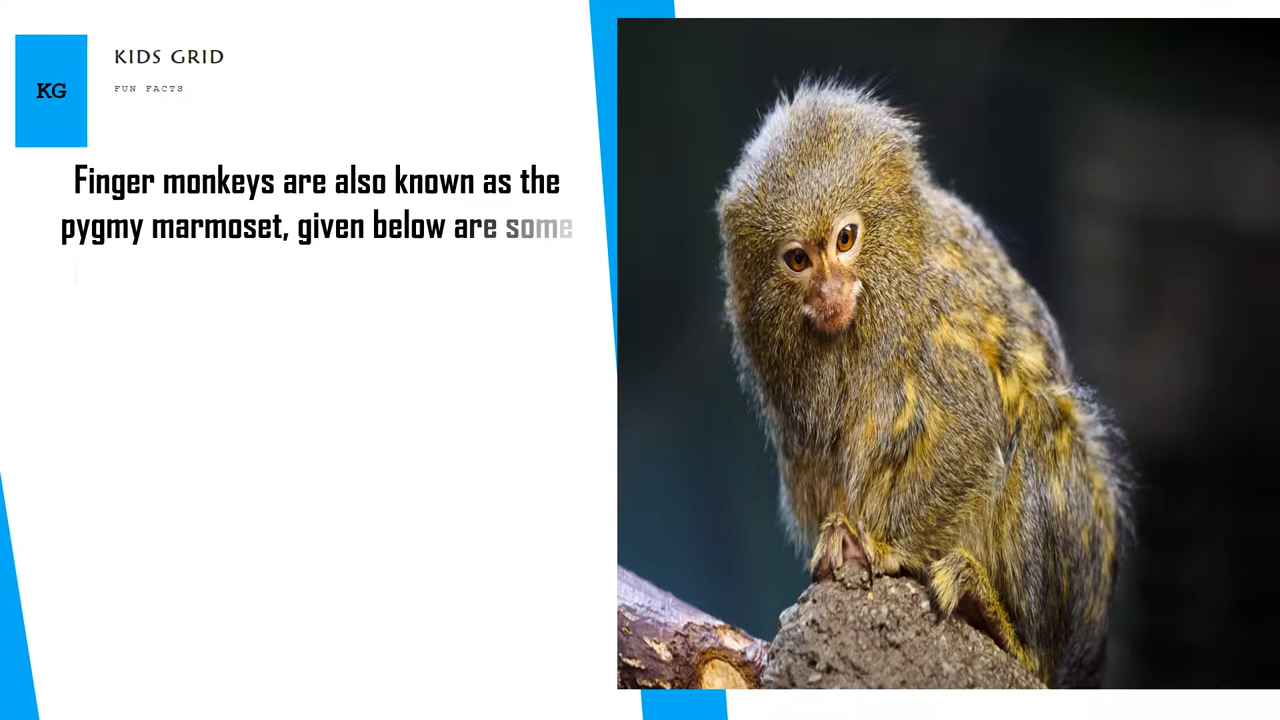 KG
KIDS GRID
FUN FACTS
Finger monkeys are also known as the
pygmy marmoset, given below are some